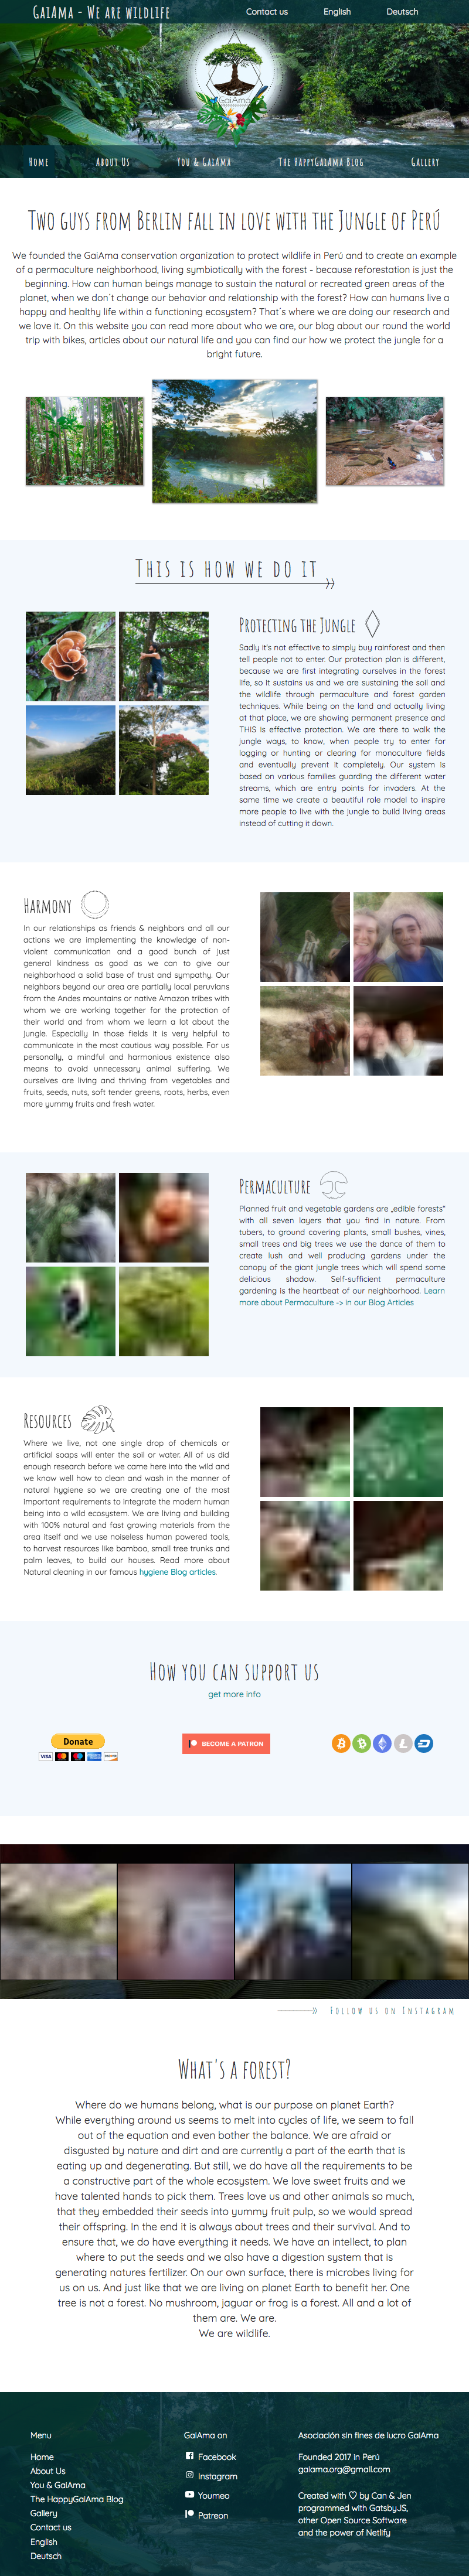 GaiAma - We are wildlife
Contact us
English
Deutsch
GaiAma
Home
About Us
You & GaiAma
The HappyGaiAma Blog
Gallery
Two guys from Berlin fall in love with the Jungle of Perú
We founded the GaiAma conservation organization to protect wildlife in Perú and to create an example
of a permaculture neighborhood, living symbiotically with the forest - because reforestation is just the
beginning. How can human beings manage to sustain the natural or recreated green areas of the
planet, when we don´t change our behavior and relationship with the forest? How can humans live a
happy and healthy life within a functioning ecosystem? That´s where we are doing our research and
we love it. On this website you can read more about who we are, our blog about our round the world
trip with bikes, articles about our natural life and you can find our how we protect the jungle for a
bright future.
This is how we do it
Protecting the Jungle
Sadly it's not effective to simply buy rainforest and then
tell people not to enter. Our protection plan is different,
because we are first integrating ourselves in the forest
life, so it sustains us and we are sustaining the soil and
the wildlife through permaculture and forest garden
techniques. While being on the land and actually living
at that place, we are showing permanent presence and
THIS is effective protection. We are there to walk the
jungle ways, to know, when people try to enter for
logging or hunting or clearing for monoculture fields
and eventually prevent it completely. Our system is
based on various families guarding the different water
streams, which are entry points for invaders. At the
same time we create a beautiful role model to inspire
more people to live with the jungle to build living areas
instead of cutting it down.
Harmony
In our relationships as friends & neighbors and all our
actions we are implementing the knowledge of non-
violent communication and a good bunch of just
general kindness as good as we can to give our
neighborhood a solid base of trust and sympathy. Our
neighbors beyond our area are partially local peruvians
from the Andes mountains or native Amazon tribes with
whom we are working together for the protection of
their world and from whom we learn a lot about the
jungle. Especially in those fields it is very helpful to
communicate in the most cautious way possible. For us
personally, a mindful and harmonious existence also
means to avoid unnecessary animal suffering. We
ourselves are living and thriving from vegetables and
fruits, seeds, nuts, soft tender greens, roots, herbs, even
more yummy fruits and fresh water.
Permaculture
Planned fruit and vegetable gardens are „edible forests“
with all seven layers that you find in nature. From
tubers, to ground covering plants, small bushes, vines,
small trees and big trees we use the dance of them to
create lush and well producing gardens under the
canopy of the giant jungle trees which will spend some
delicious shadow. Self-sufficient permaculture
gardening is the heartbeat of our neighborhood. Learn
more about Permaculture -> in our Blog Articles
Resources
Where we live, not one single drop of chemicals or
artificial soaps will enter the soil or water. All of us did
enough research before we came here into the wild and
we know well how to clean and wash in the manner of
natural hygiene so we are creating one of the most
important requirements to integrate the modern human
being into a wild ecosystem. We are living and building
with 100% natural and fast growing materials from the
area itself and we use noiseless human powered tools,
to harvest resources like bamboo, small tree trunks and
palm leaves, to build our houses. Read more about
Natural cleaning in our famous hygiene Blog articles.
How you can support us
get more info
Donate
VISA
BECOME A PATRON
Follow us on Instagram
What's a forest?
Where do we humans belong, what is our purpose on planet Earth?
While everything around us seems to melt into cycles of life, we seem to fall
out of the equation and even bother the balance. We are afraid or
disgusted by nature and dirt and are currently a part of the earth that is
eating up and degenerating. But still, we do have all the requirements to be
a constructive part of the whole ecosystem. We love sweet fruits and we
have talented hands to pick them. Trees love us and other animals so much,
that they embedded their seeds into yummy fruit pulp, so we would spread
their offspring. In the end it is always about trees and their survival. And to
ensure that, we do have everything it needs. We have an intellect, to plan
where to put the seeds and we also have a digestion system that is
generating natures fertilizer. On our own surface, there is microbes living for
us on us. And just like that we are living on planet Earth to benefit her. One
tree is not a forest. No mushroom, jaguar or frog is a forest. All and a lot of
them are. We are.
We are wildlife.
Menu
Home
About Us
You & GaiAma
The HappyGaiAma Blog
Gallery
Contact us
English
Deutsch
GaiAma on
Facebook
Instagram
Youmeo
Patreon
Asociación sin fines de lucro GaiAma
Founded 2017 in Perú
gaiama.org@gmail.com
Created with ♡ by Can & Jen
programmed with GatsbyJS,
other Open Source Software
and the power of Netlify